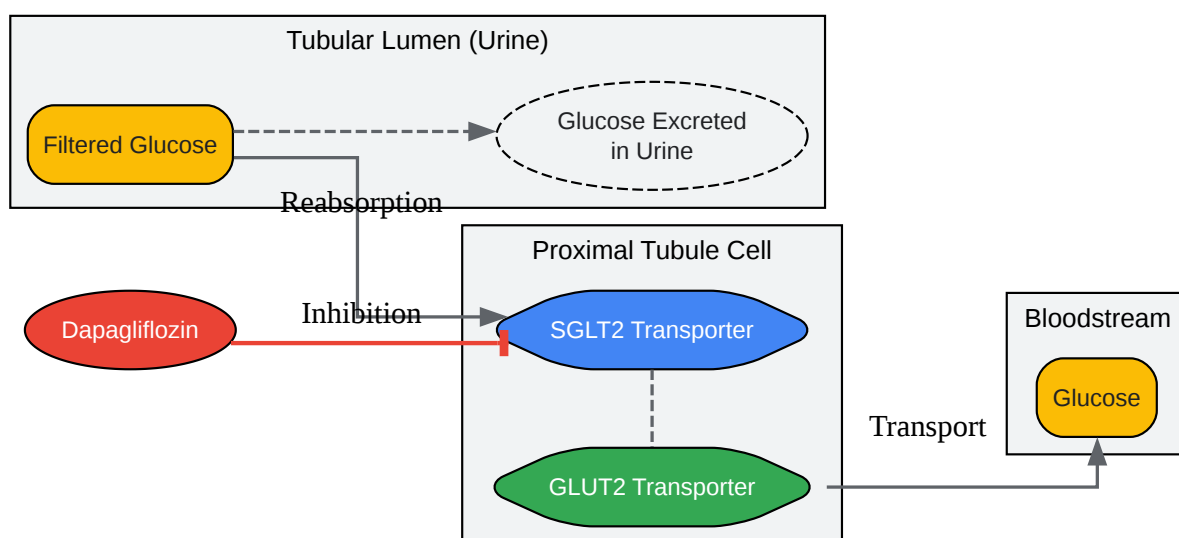 Tubular Lumen (Urine)
Filtered Glucose
Glucose Excreted
in Urine
Reabsorption
Proximal Tubule Cell
Dapagliflozin
Inhibition
SGLT2 Transporter
Bloodstream
Glucose
Transport
GLUT2 Transporter